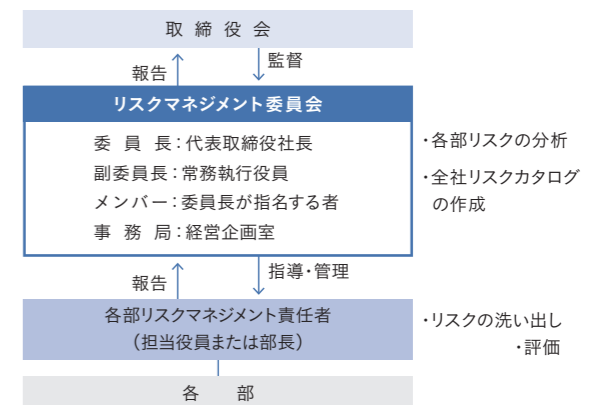 取締役会
報告
監督
リスクマネジメント委員会
委員長：代表取締役社長
副委員長：常務執行役員
メンバー：委員長が指名する者
事務局：経営企画室
・各部リスクの分析
・全社リスクカタログ
の作成
報告
指導・管理
各部リスクマネジメント責任者
（担当役員または部長）
・リスクの洗い出し
・評価
各部